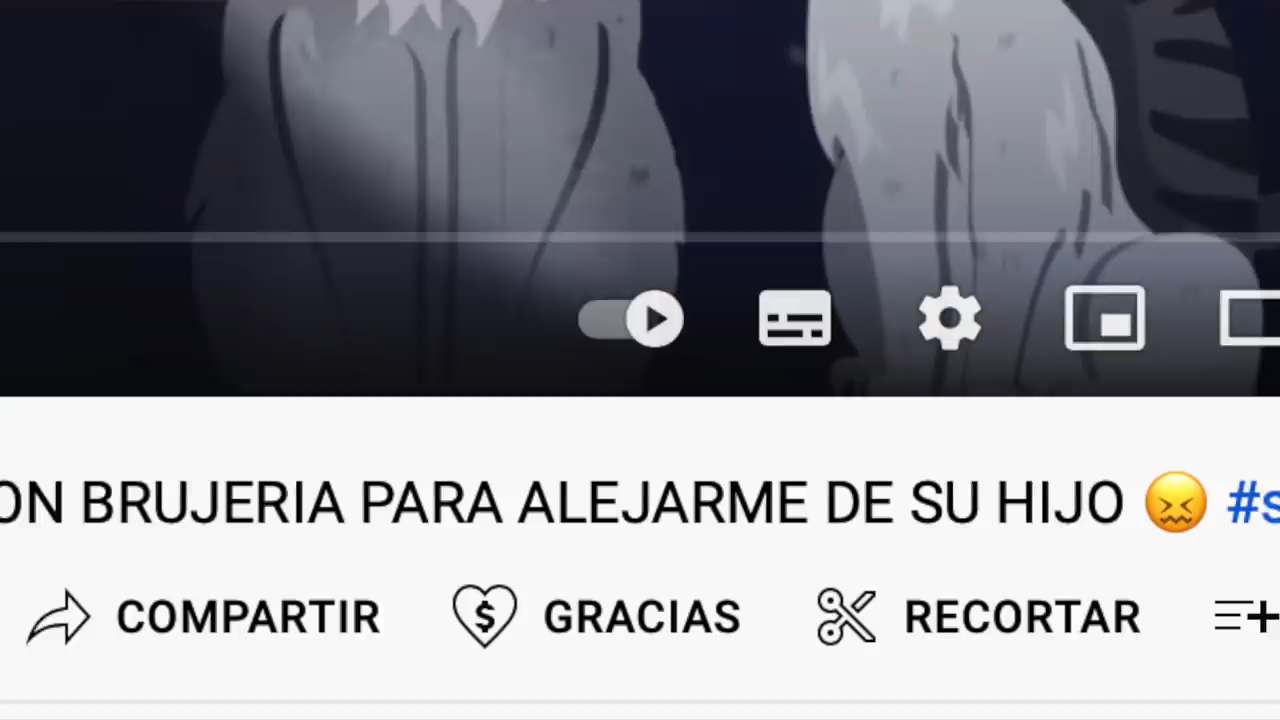 ON BRUJERIA PARA ALEJARME DE SU HIJO 😖 #s
COMPARTIR GRACIAS RECORTAR